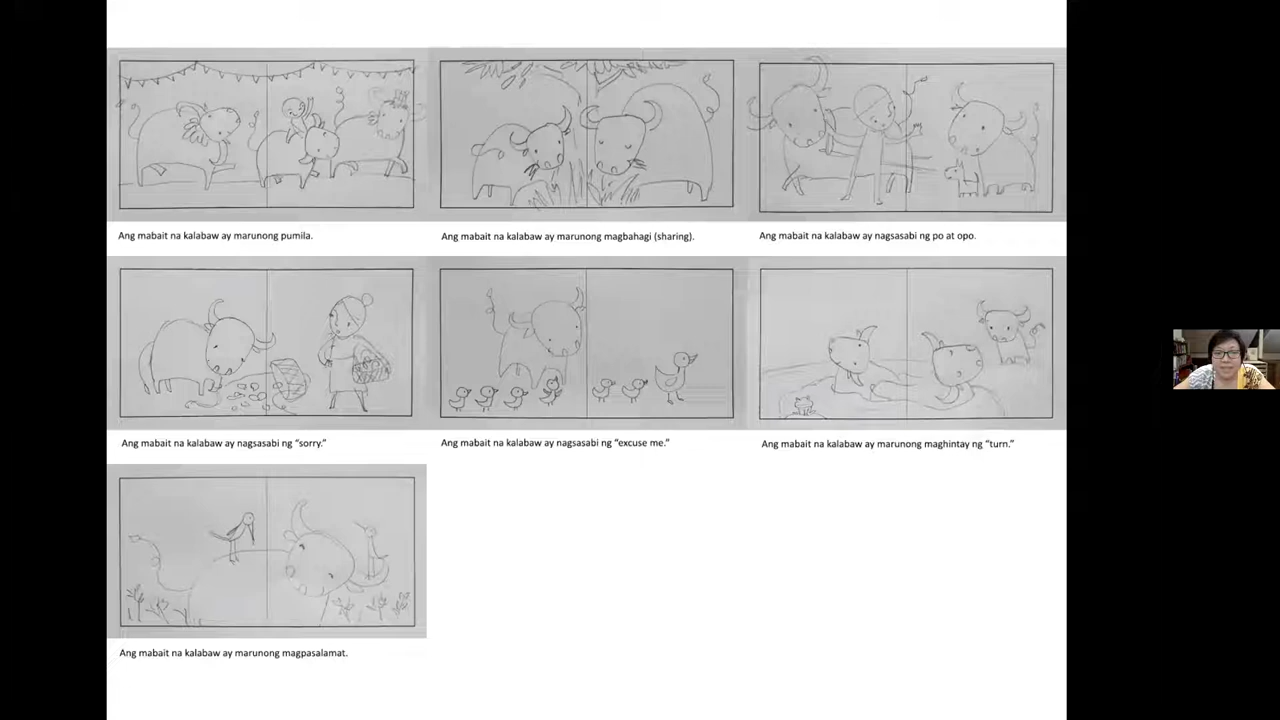 Ang mabait na kalabaw ay marunong pumila.
Ang mabait na kalabaw ay marunong magbahagi (sharing).
Ang mabait na kalabaw ay nagsasabi ng po at opo.
Ang mabait na kalabaw ay nagsasabi ng “sorry.”
Ang mabait na kalabaw ay nagsasabi ng “excuse me.”
Ang mabait na kalabaw ay marunong maghintay ng “turn.”
Ang mabait na kalabaw ay marunong magpasalamat.